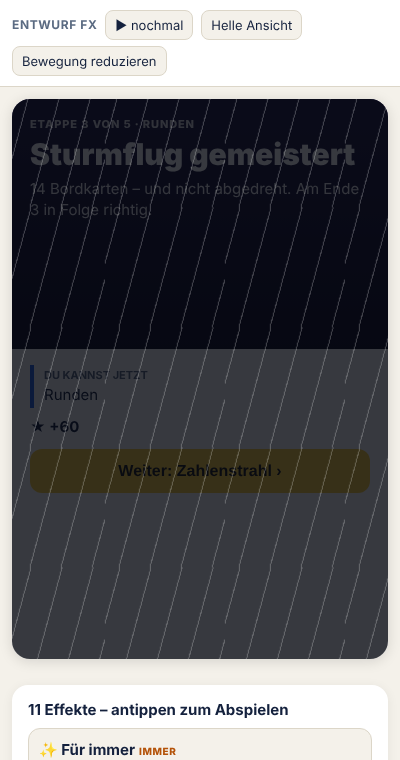 ENTWURF FX ▶ nochmal Helle Ansicht
Bewegung reduzieren
ETAPPE 3 VON 5 · RUNDEN
Sturmflug gemeistert
14 Bordkarten – und nicht abgedreht. Am Ende
3 in Folge richtig.
DU KANNST JETZT
Runden
★ +60
Weiter: Zahlenstrahl ›
11 Effekte – antippen zum Abspielen
✨ Für immer IMMER